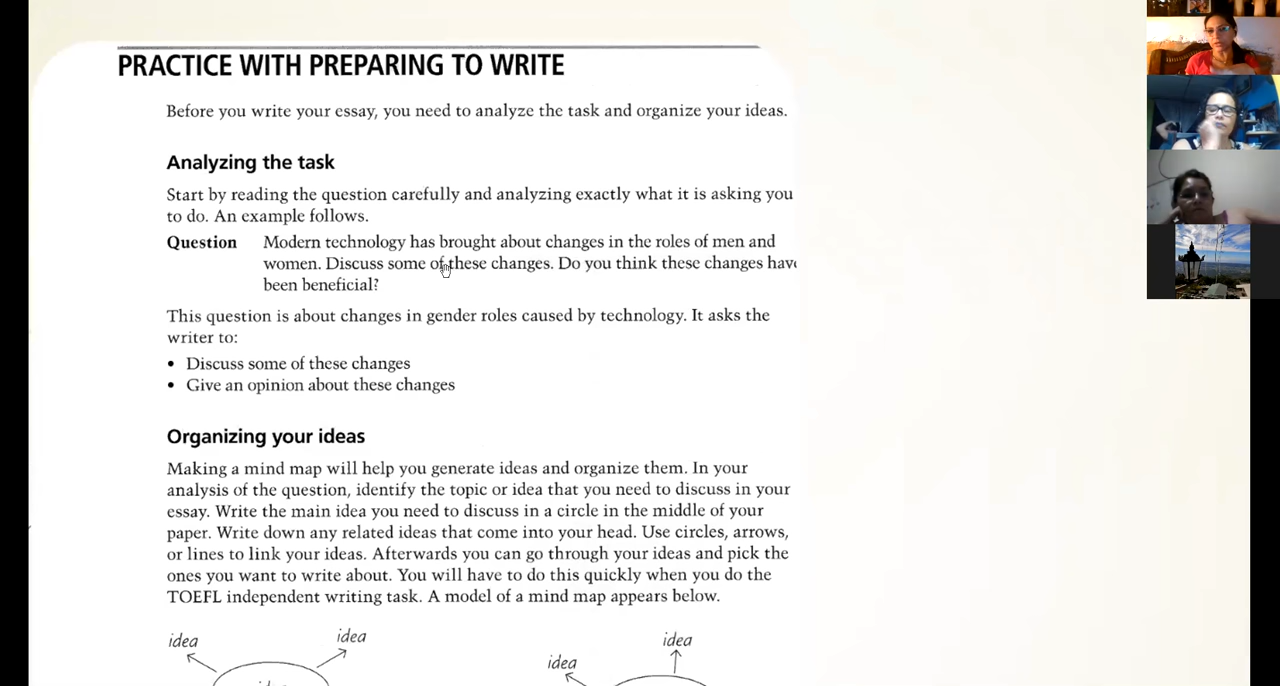 PRACTICE WITH PREPARING TO WRITE
Before you write your essay, you need to analyze the task and organize your ideas.
Analyzing the task
Start by reading the question carefully and analyzing exactly what it is asking you
to do. An example follows.
Question Modern technology has brought about changes in the roles of men and
women. Discuss some of these changes. Do you think these changes have
been beneficial?
This question is about changes in gender roles caused by technology. It asks the
writer to:
• Discuss some of these changes
• Give an opinion about these changes
Organizing your ideas
Making a mind map will help you generate ideas and organize them. In your
analysis of the question, identify the topic or idea that you need to discuss in your
essay. Write the main idea you need to discuss in a circle in the middle of your
paper. Write down any related ideas that come into your head. Use circles, arrows,
or lines to link your ideas. Afterwards you can go through your ideas and pick the
ones you want to write about. You will have to do this quickly when you do the
TOEFL independent writing task. A model of a mind map appears below.
idea idea idea
idea